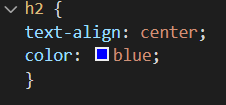 h2 {
text-align: center;
color: blue;
}